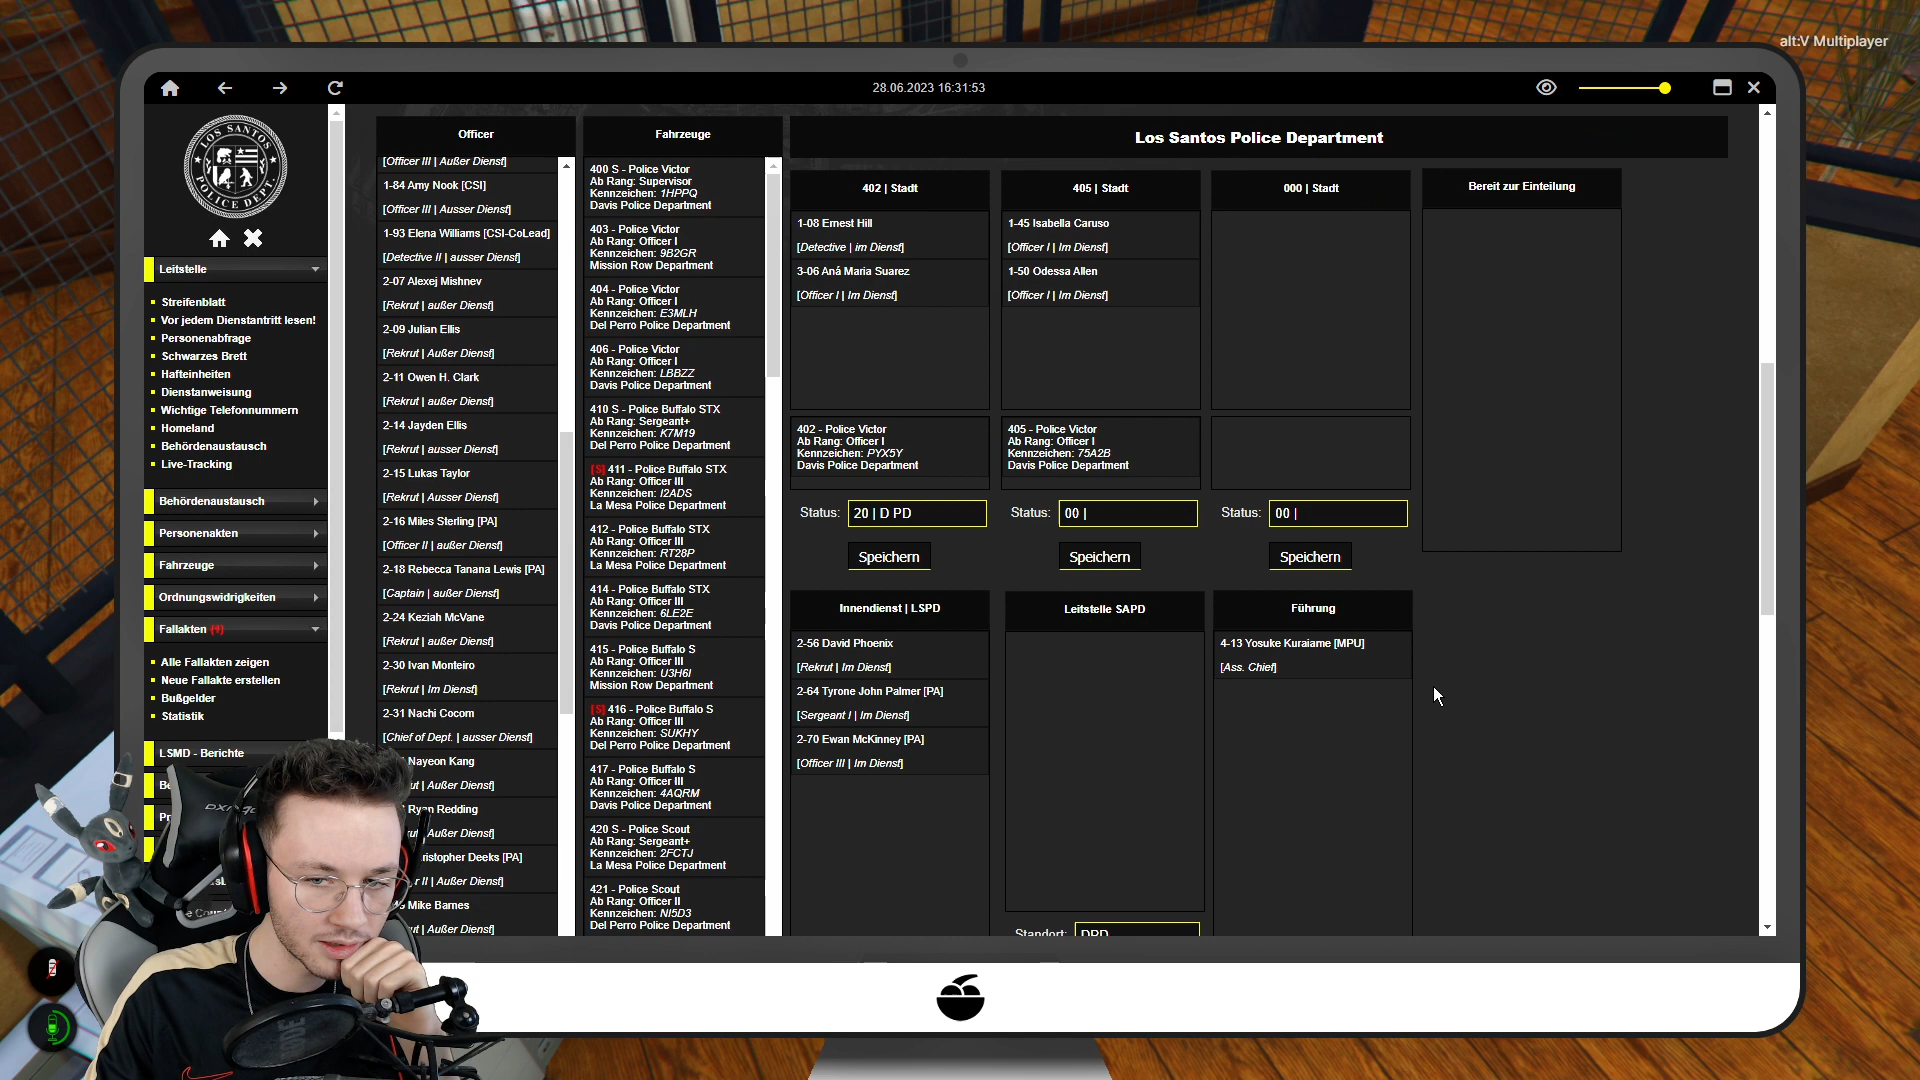 alt:V Multiplayer
28.06.2023 16:31:53
LOS SANTOS
POLICE DEPT.
Leitstelle
Streifenblatt
Vor jedem Dienstantritt lesen!
Personenabfrage
Schwarzes Brett
Hafteinheiten
Dienstanweisung
Wichtige Telefonnummern
Homeland
Behördenaustausch
Live-Tracking
Behördenaustausch
Personenakten
Fahrzeuge
Ordnungswidrigkeiten
Fallakten (1)
Alle Fallakten zeigen
Neue Fallakte erstellen
Bußgelder
Statistik
LSMD - Berichte
Officer
[Officer III | Außer Dienst]
1-84 Amy Nook [CSI]
[Officer III | Ausser Dienst]
1-93 Elena Williams [CSI-CoLead]
[Detective II | ausser Dienst]
2-07 Alexej Mishnev
[Rekrut | außer Dienst]
2-09 Julian Ellis
[Rekrut | Außer Dienst]
2-11 Owen H. Clark
[Rekrut | außer Dienst]
2-14 Jayden Ellis
[Rekrut | ausser Dienst]
2-15 Lukas Taylor
[Rekrut | Ausser Dienst]
2-16 Miles Sterling [PA]
[Officer II | außer Dienst]
2-18 Rebecca Tanana Lewis [PA]
[Captain | außer Dienst]
2-24 Keziah McVane
[Rekrut | außer Dienst]
2-30 Ivan Monteiro
[Rekrut | Im Dienst]
2-31 Nachi Cocorn
[Chief of Dept. | ausser Dienst]
Nayeon Kang
| Außer Dienst]
Ryan Redding
| Außer Dienst]
ristopher Deeks [PA]
r II | Außer Dienst]
Mike Barnes
| Außer Dienst]
Fahrzeuge
400 S - Police Victor
Ab Rang: Supervisor
Kennzeichen: 1HPPQ
Davis Police Department
403 - Police Victor
Ab Rang: Officer I
Kennzeichen: 9B2GR
Mission Row Department
404 - Police Victor
Ab Rang: Officer I
Kennzeichen: E3MLH
Del Perro Police Department
406 - Police Victor
Ab Rang: Officer I
Kennzeichen: LBBZZ
Davis Police Department
410 S - Police Buffalo STX
Ab Rang: Sergeant+
Kennzeichen: K7M19
Del Perro Police Department
[S] 411 - Police Buffalo STX
Ab Rang: Officer III
Kennzeichen: I2ADS
La Mesa Police Department
412 - Police Buffalo STX
Ab Rang: Officer III
Kennzeichen: RT28P
La Mesa Police Department
414 - Police Buffalo STX
Ab Rang: Officer III
Kennzeichen: 6LE2E
Davis Police Department
415 - Police Buffalo S
Ab Rang: Officer III
Kennzeichen: U3H6I
Mission Row Department
[S] 416 - Police Buffalo S
Ab Rang: Officer III
Kennzeichen: SUKHY
Del Perro Police Department
417 - Police Buffalo S
Ab Rang: Officer III
Kennzeichen: 4AQRM
Davis Police Department
420 S - Police Scout
Ab Rang: Sergeant+
Kennzeichen: 2FCTJ
La Mesa Police Department
421 - Police Scout
Ab Rang: Officer II
Kennzeichen: NI5D3
Del Perro Police Department
Los Santos Police Department
402 | Stadt
1-08 Ernest Hill
[Detective | im Dienst]
3-06 Aná Maria Suarez
[Officer I | Im Dienst]
402 - Police Victor
Ab Rang: Officer I
Kennzeichen: PYX5Y
Davis Police Department
Status: 20 | D PD
Speichern
405 | Stadt
1-45 Isabella Caruso
[Officer I | Im Dienst]
1-50 Odessa Allen
[Officer I | Im Dienst]
405 - Police Victor
Ab Rang: Officer I
Kennzeichen: 75A2B
Davis Police Department
Status: 00 |
Speichern
000 | Stadt
Status: 00 |
Speichern
Bereit zur Einteilung
Innendienst | LSPD
2-56 David Phoenix
[Rekrut | Im Dienst]
2-64 Tyrone John Palmer [PA]
[Sergeant I | Im Dienst]
2-70 Ewan McKinney [PA]
[Officer III | Im Dienst]
Leitstelle SAPD
Standort: DPD
Führung
4-13 Yosuke Kuraiame [MPU]
[Ass. Chief]